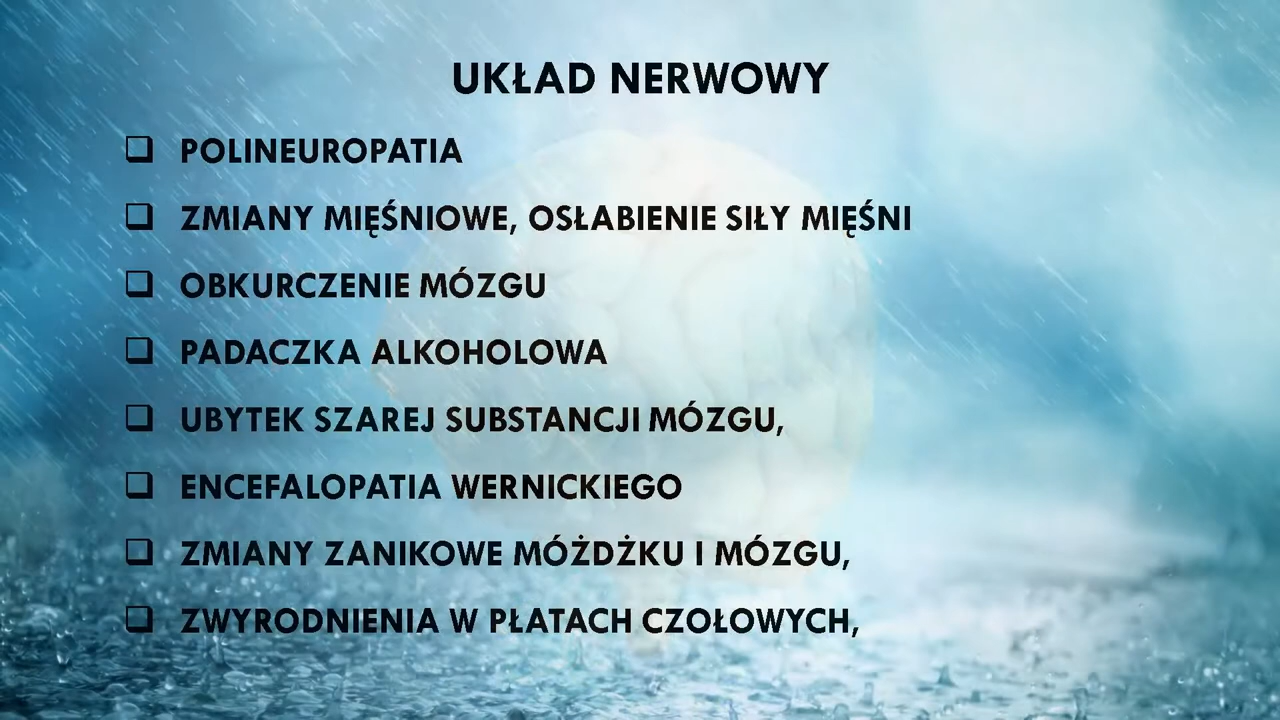 UKŁAD NERWOWY
❑ POLINEUROPATIA
❑ ZMIANY MIĘŚNIOWE, OSŁABIENIE SIŁY MIĘŚNI
❑ OBKURCZENIE MÓZGU
❑ PADACZKA ALKOHOLOWA
❑ UBYTEK SZAREJ SUBSTANCJI MÓZGU,
❑ ENCEFALOPATIA WERNICKIEGO
❑ ZMIANY ZANIKOWE MÓŻDŻKU I MÓZGU,
❑ ZWYRODNIENIA W PŁATACH CZOŁOWYCH,